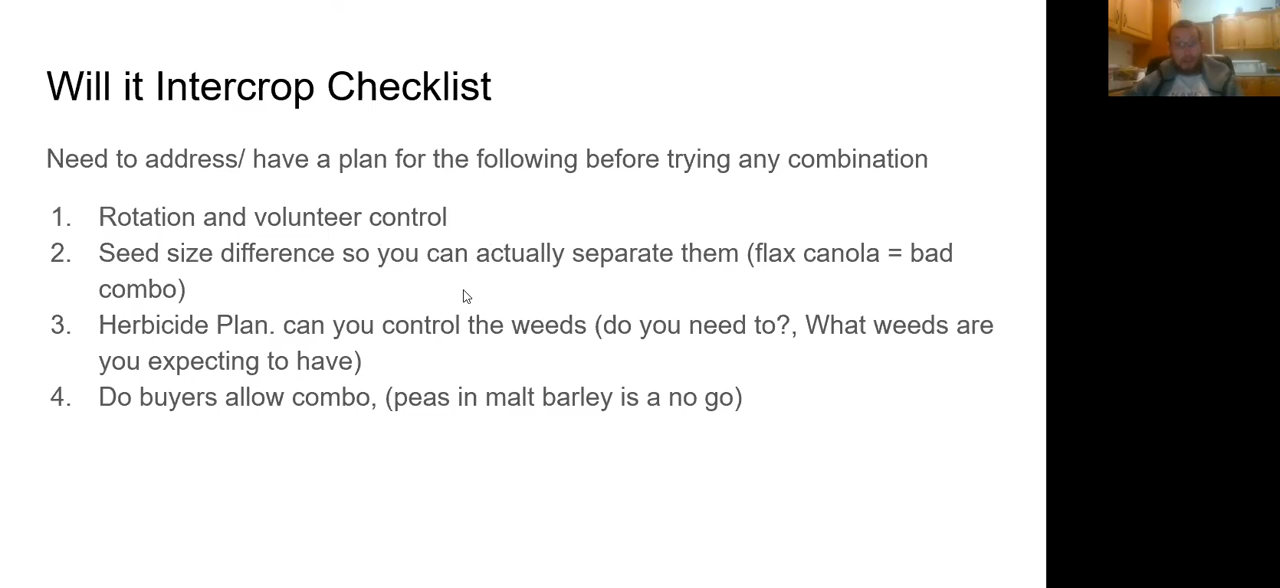 Will it Intercrop Checklist
Need to address/ have a plan for the following before trying any combination
1. Rotation and volunteer control
2. Seed size difference so you can actually separate them (flax canola = bad
combo)
3. Herbicide Plan. can you control the weeds (do you need to?, What weeds are
you expecting to have)
4. Do buyers allow combo, (peas in malt barley is a no go)